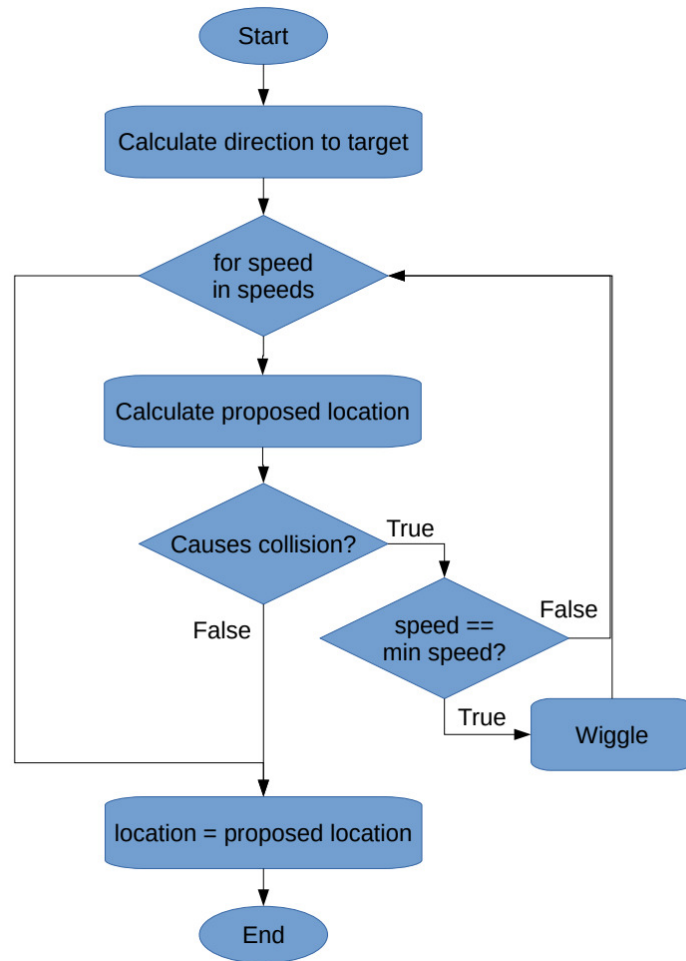 Start
Calculate direction to target
for speed
in speeds
Calculate proposed location
Causes collision?
True
False
speed ==
min speed?
False
True
Wiggle
location = proposed location
End